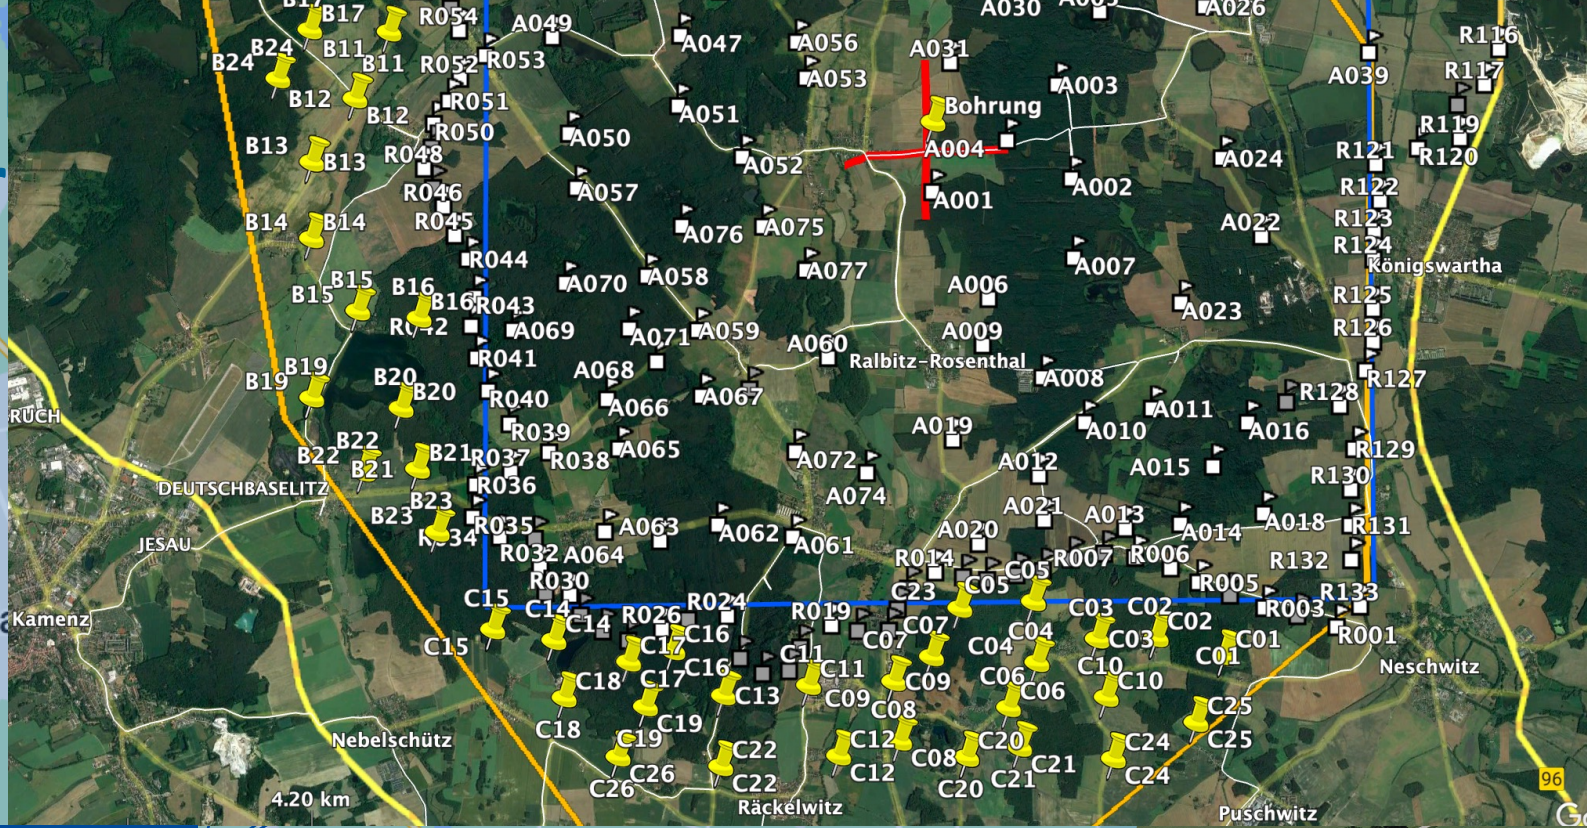 B17
B17
R054
A049
A030
A026
A047
A056
A031
R116
B24
B24
B11
B11
R052
R053
A053
A003
A039
R117
B12
B12
R051
A051
Bohrung
R050
A050
A004
R119
B13
B13
R048
A052
A024
R121
R120
R046
A057
A001
A002
R122
B14
B14
R045
A076
A075
A022
R123
R124
R044
A058
A077
A007
Königswartha
B15
B15
B16
B16
A070
A006
R125
R043
A023
R042
A069
A071
A059
A060
A009
R126
R041
A068
Ralbitz-Rosenthal
B19
B19
B20
B20
A008
R127
R040
A067
R128
RUCH
A066
A011
R039
A019
A010
A016
B22
B22
B21
B21
A065
R129
R037
R038
A072
A012
A015
DEUTSCHBASELITZ
R036
A074
R130
B23
B23
A021
A013
A018
R035
A063
A062
A020
A014
R131
JESAU
R034
R032
A064
A061
R014
R007
R006
R132
R030
C05
C05
R005
C15
C15
C14
C14
R024
C23
R133
Kamenz
R026
R019
C03
C03
C02
C02
R003
C16
C16
C07
C07
C04
C04
C01
C01
R001
C17
C17
C11
C11
C18
C18
C13
C09
C09
C06
C06
C10
C10
Neschwitz
C19
C19
C08
C08
C25
C25
Nebelschütz
C22
C22
C12
C12
C20
C20
C21
C21
C24
C24
C26
C26
4.20 km
Räckelwitz
Puschwitz
96